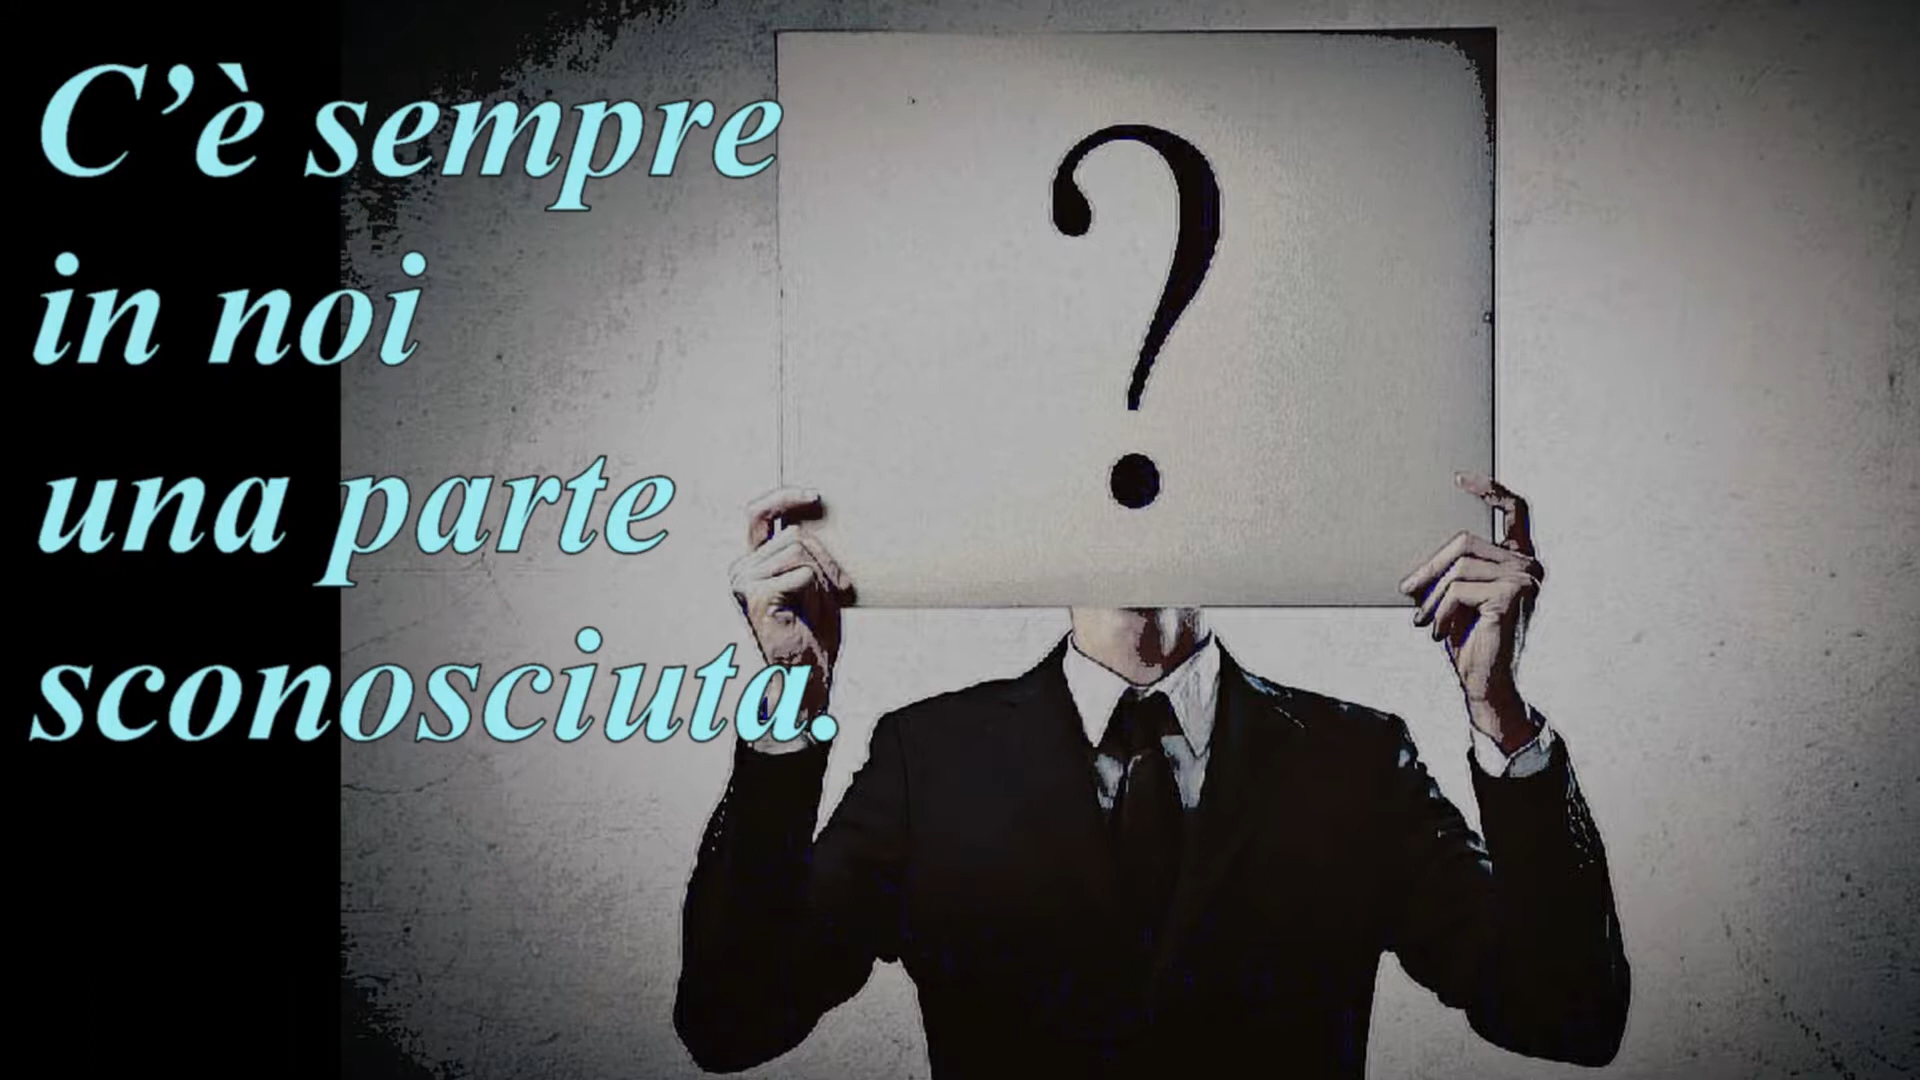 C’è sempre
in noi
una parte
sconosciuta.
?